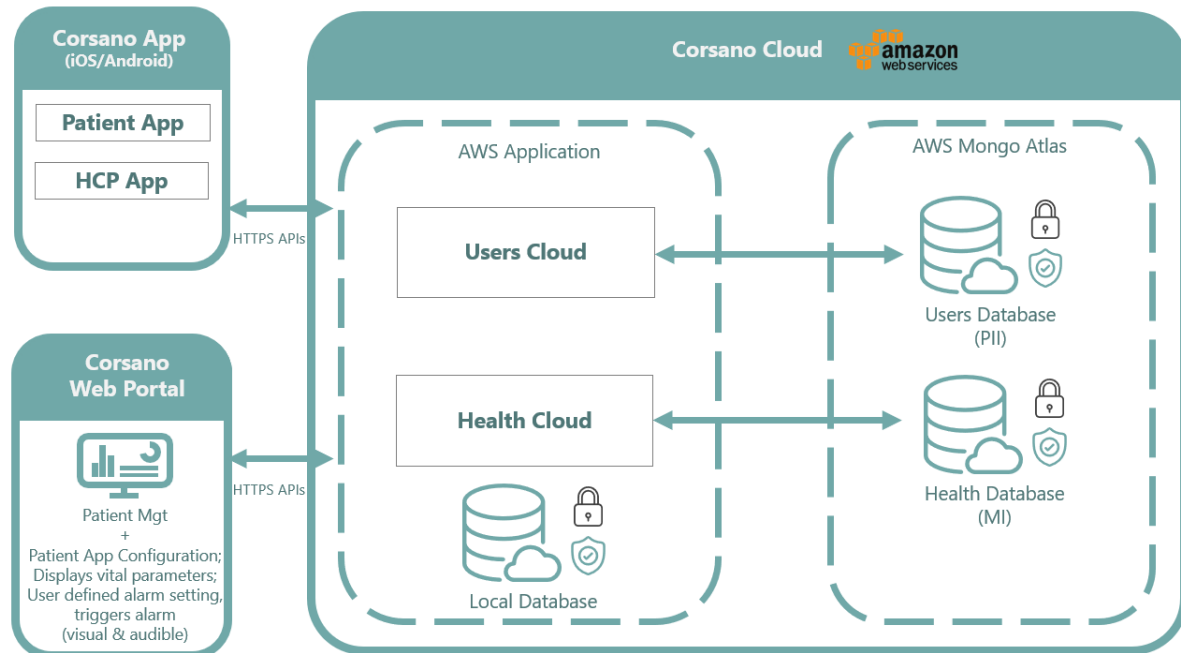 Corsano App
(iOS/Android)
Patient App
HCP App
HTTPS APIs
Corsano
Web Portal
Patient Mgt
+
Patient App Configuration;
Displays vital parameters;
User defined alarm setting,
triggers alarm
(visual & audible)
HTTPS APIs
Corsano Cloud
amazon
webservices
AWS Application
Users Cloud
Health Cloud
Local Database
AWS Mongo Atlas
Users Database
(PII)
Health Database
(MI)